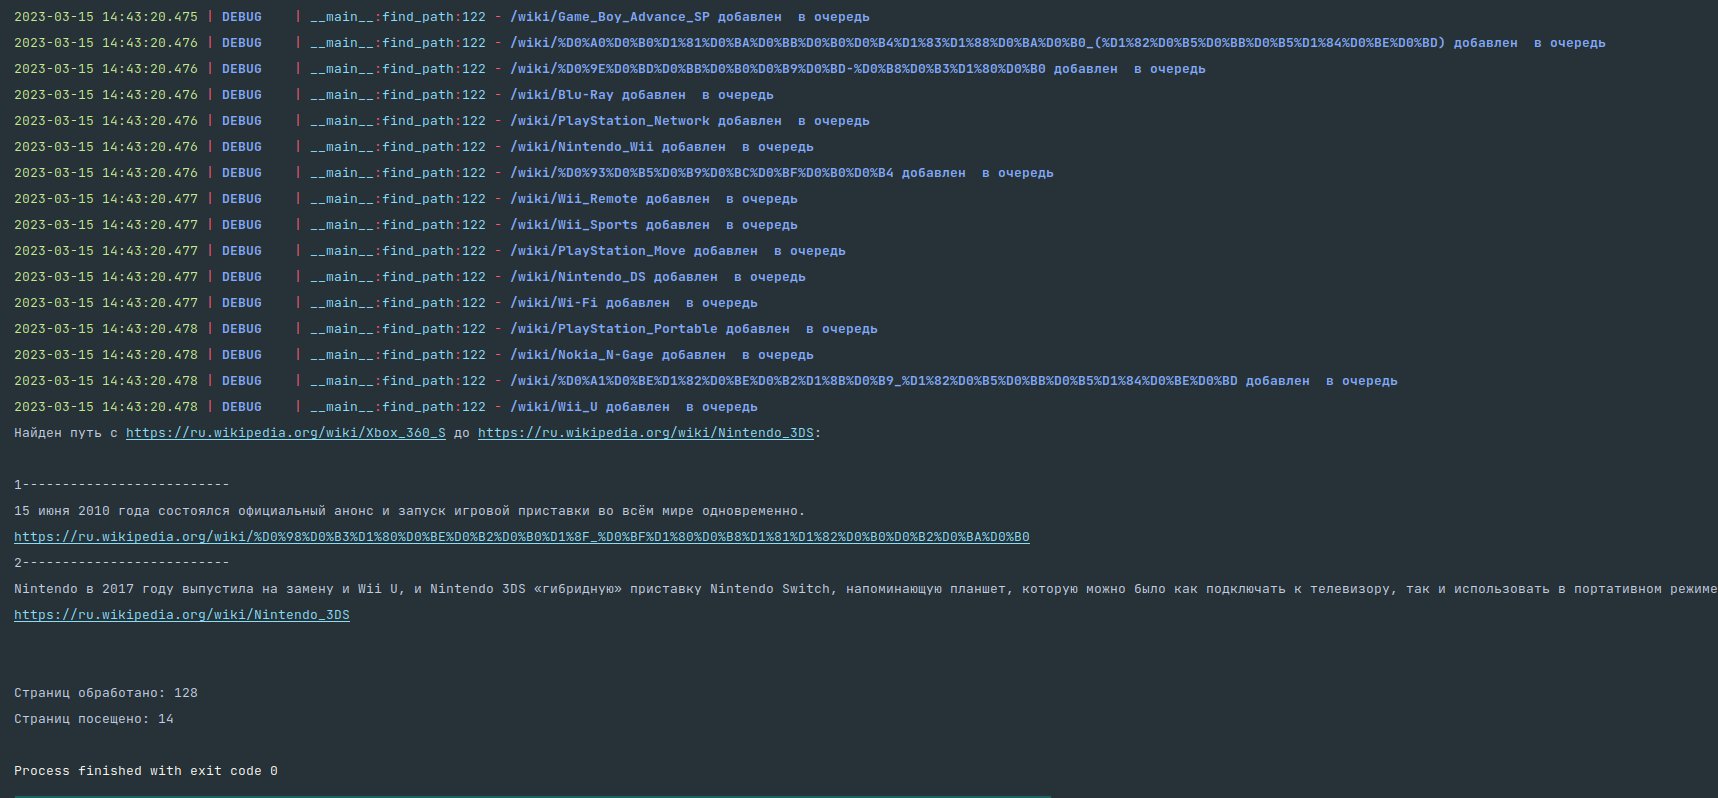 2023-03-15 14:43:20.475 | DEBUG    | __main__:find_path:122 - /wiki/Game_Boy_Advance_SP добавлен  в очередь
2023-03-15 14:43:20.476 | DEBUG    | __main__:find_path:122 - /wiki/%D0%A0%D0%B0%D1%81%D0%BA%D0%BB%D0%B0%D0%B4%D1%83%D1%88%D0%BA%D0%B0_(%D1%82%D0%B5%D0%BB%D0%B5%D1%84%D0%BE%D0%BD) добавлен  в очередь
2023-03-15 14:43:20.476 | DEBUG    | __main__:find_path:122 - /wiki/%D0%9E%D0%BD%D0%BB%D0%B0%D0%B9%D0%BD-%D0%B8%D0%B3%D1%80%D0%B0 добавлен  в очередь
2023-03-15 14:43:20.476 | DEBUG    | __main__:find_path:122 - /wiki/Blu-Ray добавлен  в очередь
2023-03-15 14:43:20.476 | DEBUG    | __main__:find_path:122 - /wiki/PlayStation_Network добавлен  в очередь
2023-03-15 14:43:20.476 | DEBUG    | __main__:find_path:122 - /wiki/Nintendo_Wii добавлен  в очередь
2023-03-15 14:43:20.476 | DEBUG    | __main__:find_path:122 - /wiki/%D0%93%D0%B5%D0%B9%D0%BC%D0%BF%D0%B0%D0%B4 добавлен  в очередь
2023-03-15 14:43:20.477 | DEBUG    | __main__:find_path:122 - /wiki/Wii_Remote добавлен  в очередь
2023-03-15 14:43:20.477 | DEBUG    | __main__:find_path:122 - /wiki/Wii_Sports добавлен  в очередь
2023-03-15 14:43:20.477 | DEBUG    | __main__:find_path:122 - /wiki/PlayStation_Move добавлен  в очередь
2023-03-15 14:43:20.477 | DEBUG    | __main__:find_path:122 - /wiki/Nintendo_DS добавлен  в очередь
2023-03-15 14:43:20.477 | DEBUG    | __main__:find_path:122 - /wiki/Wi-Fi добавлен  в очередь
2023-03-15 14:43:20.478 | DEBUG    | __main__:find_path:122 - /wiki/PlayStation_Portable добавлен  в очередь
2023-03-15 14:43:20.478 | DEBUG    | __main__:find_path:122 - /wiki/Nokia_N-Gage добавлен  в очередь
2023-03-15 14:43:20.478 | DEBUG    | __main__:find_path:122 - /wiki/%D0%A1%D0%BE%D1%82%D0%BE%D0%B2%D1%8B%D0%B9_%D1%82%D0%B5%D0%BB%D0%B5%D1%84%D0%BE%D0%BD добавлен  в очередь
2023-03-15 14:43:20.478 | DEBUG    | __main__:find_path:122 - /wiki/Wii_U добавлен  в очередь
Найден путь с https://ru.wikipedia.org/wiki/Xbox_360_S до https://ru.wikipedia.org/wiki/Nintendo_3DS:
1--------------------------
15 июня 2010 года состоялся официальный анонс и запуск игровой приставки во всём мире одновременно.
https://ru.wikipedia.org/wiki/%D0%98%D0%B3%D1%80%D0%BE%D0%B2%D0%B0%D1%8F_%D0%BF%D1%80%D0%B8%D1%81%D1%82%D0%B0%D0%B2%D0%BA%D0%B0
2--------------------------
Nintendo в 2017 году выпустила на замену и Wii U, и Nintendo 3DS «гибридную» приставку Nintendo Switch, напоминающую планшет, которую можно было как подключать к телевизору, так и использовать в портативном режиме
https://ru.wikipedia.org/wiki/Nintendo_3DS
Страниц обработано: 128
Страниц посещено: 14
Process finished with exit code 0